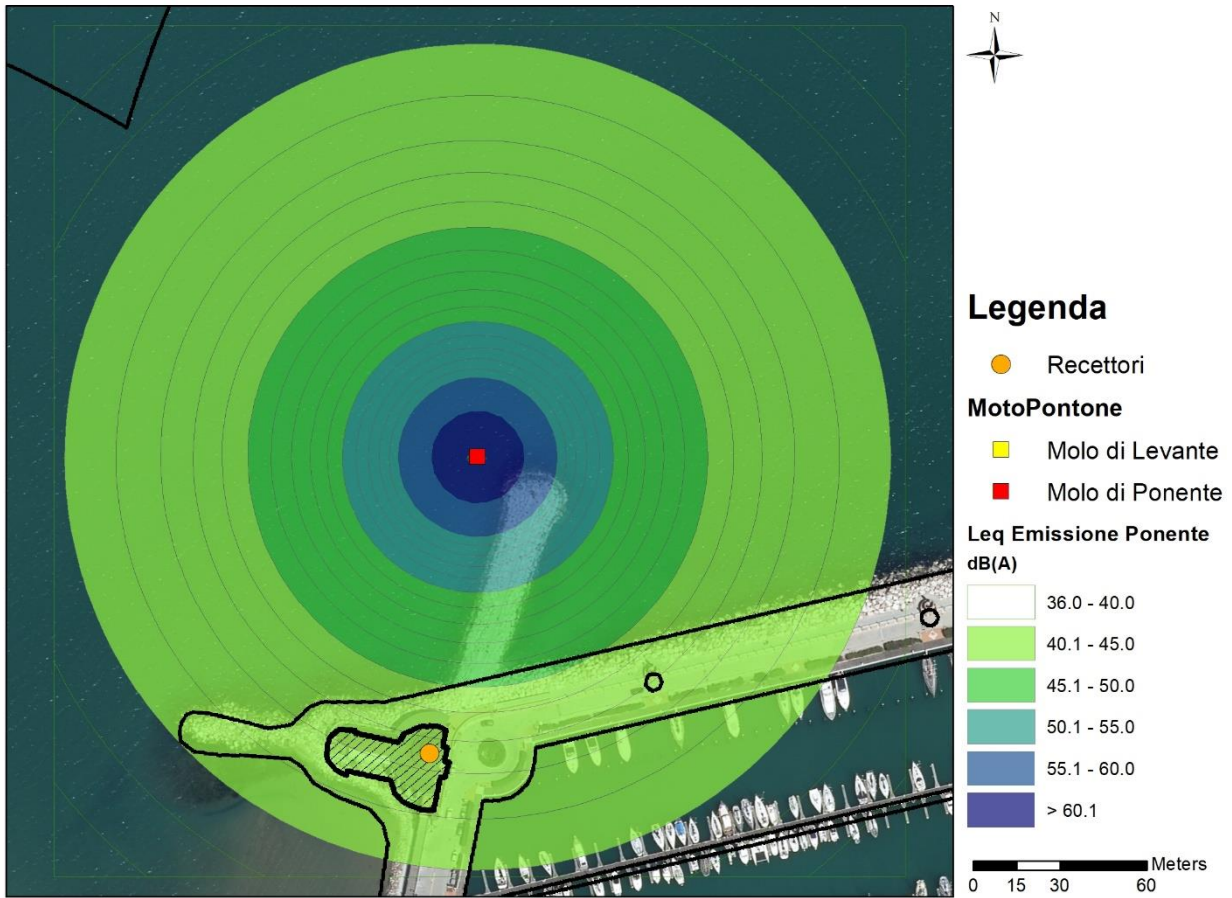 N
Legenda
Recettori
MotoPontone
Molo di Levante
Molo di Ponente
Leq Emissione Ponente
dB(A)
36.0 - 40.0
40.1 - 45.0
45.1 - 50.0
50.1 - 55.0
55.1 - 60.0
> 60.1
Meters
0 15 30 60